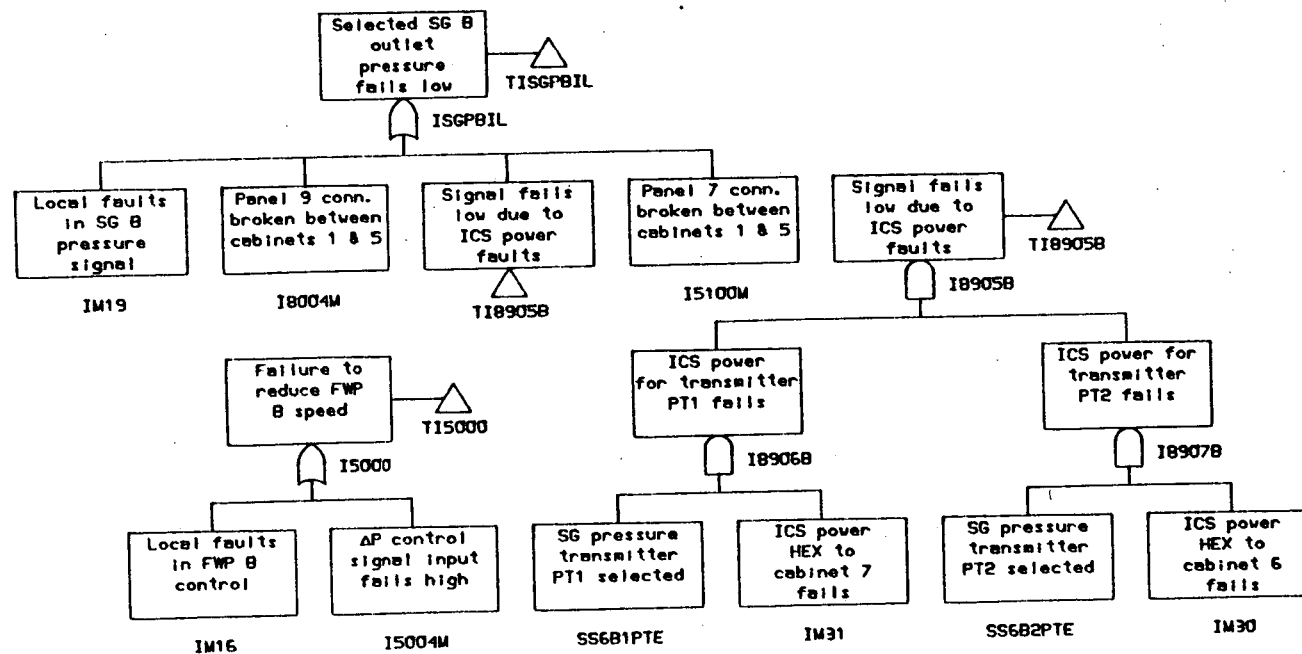 Selected SG B
outlet
pressure
fails low
TISGPBIL
ISGPBIL
Local faults
in SG B
pressure
signal
IM19
Panel 9 conn.
broken between
cabinets 1 & 5
I8004M
Signal fails
low due to
ICS power
faults
TI8905B
Panel 7 conn.
broken between
cabinets 1 & 5
I5100M
Signal fails
low due to
ICS power
faults
TI8905B
I8905B
Failure to
reduce FWP
B speed
TI5000
I5000
Local faults
in FWP B
control
IM16
ΔP control
signal input
fails high
I5004M
ICS power
for transmitter
PT1 fails
I8906B
ICS power for
transmitter
PT2 fails
I8907B
SG pressure
transmitter
PT1 selected
SS6B1PTE
ICS power
HEX to
cabinet 7
fails
IM31
SG pressure
transmitter
PT2 selected
SS6B2PTE
ICS power
HEX to
cabinet 6
fails
IM30